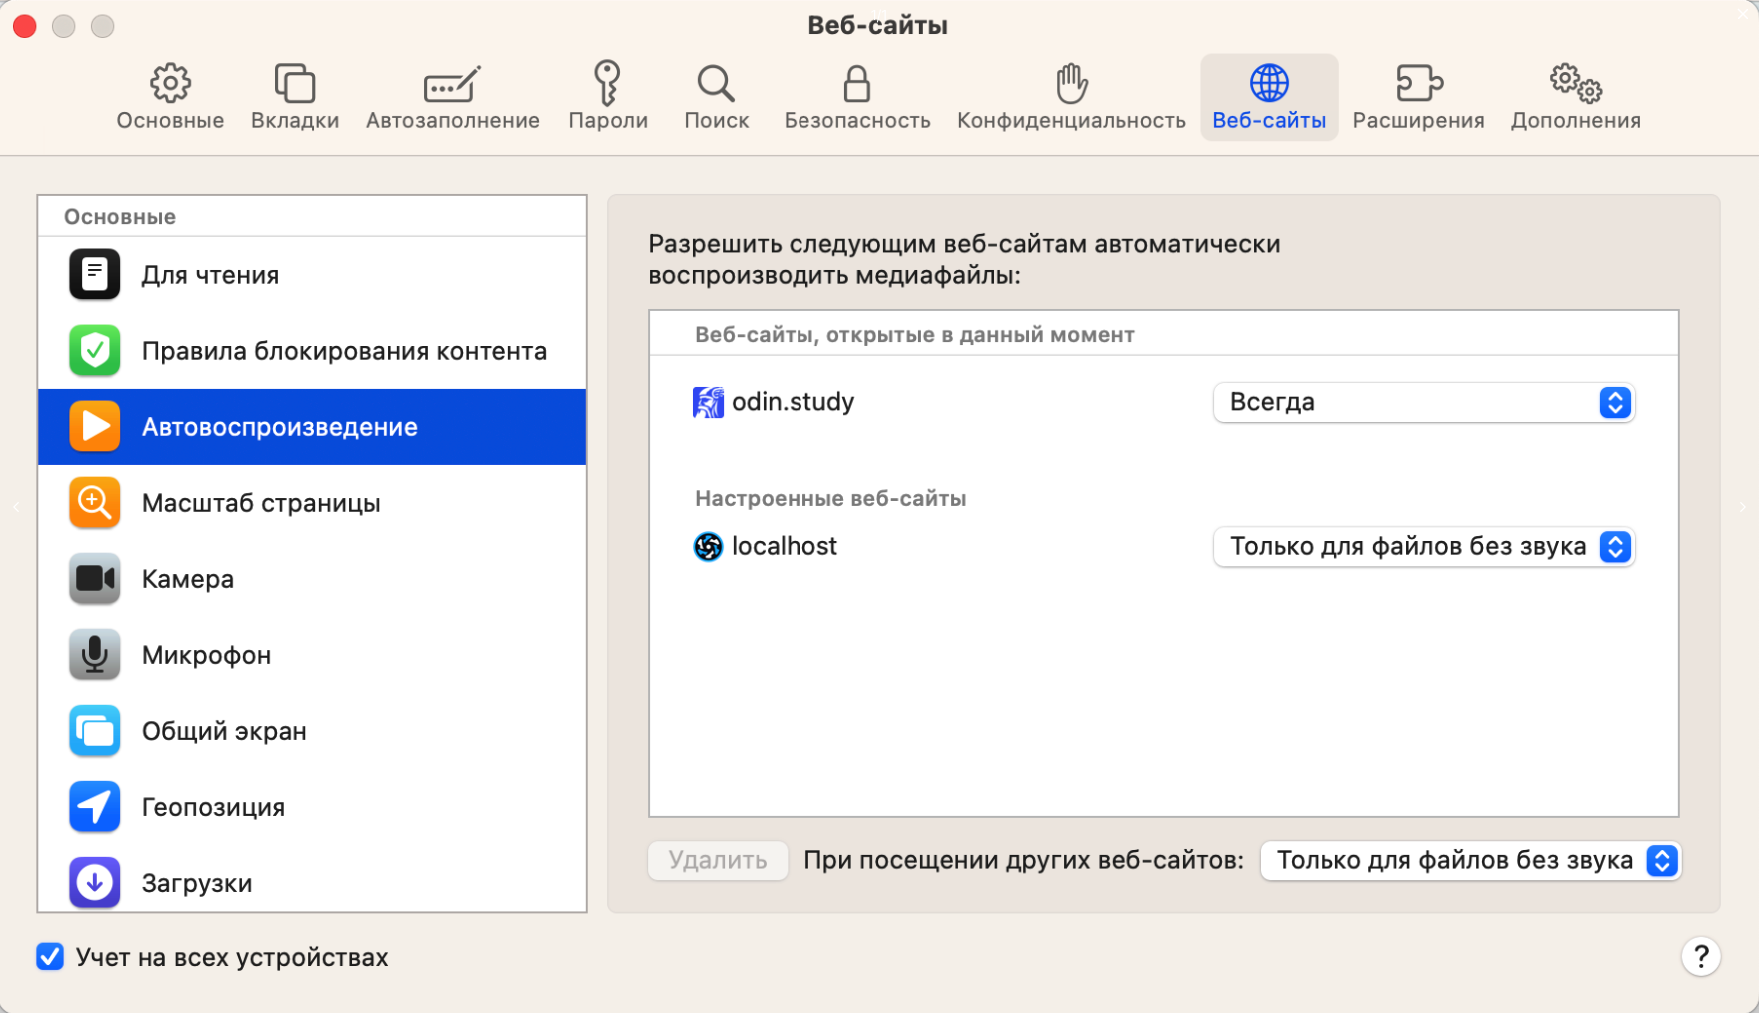 Веб-сайты
Основные
Вкладки
Автозаполнение
Пароли
Поиск
Безопасность
Конфиденциальность
Веб-сайты
Расширения
Дополнения
Основные
Для чтения
Правила блокирования контента
Автовоспроизведение
Масштаб страницы
Камера
Микрофон
Общий экран
Геопозиция
Загрузки
Разрешить следующим веб-сайтам автоматически
воспроизводить медиафайлы:
Веб-сайты, открытые в данный момент
odin.study
Всегда
Настроенные веб-сайты
localhost
Только для файлов без звука
Удалить
При посещении других веб-сайтов:
Только для файлов без звука
Учет на всех устройствах
?